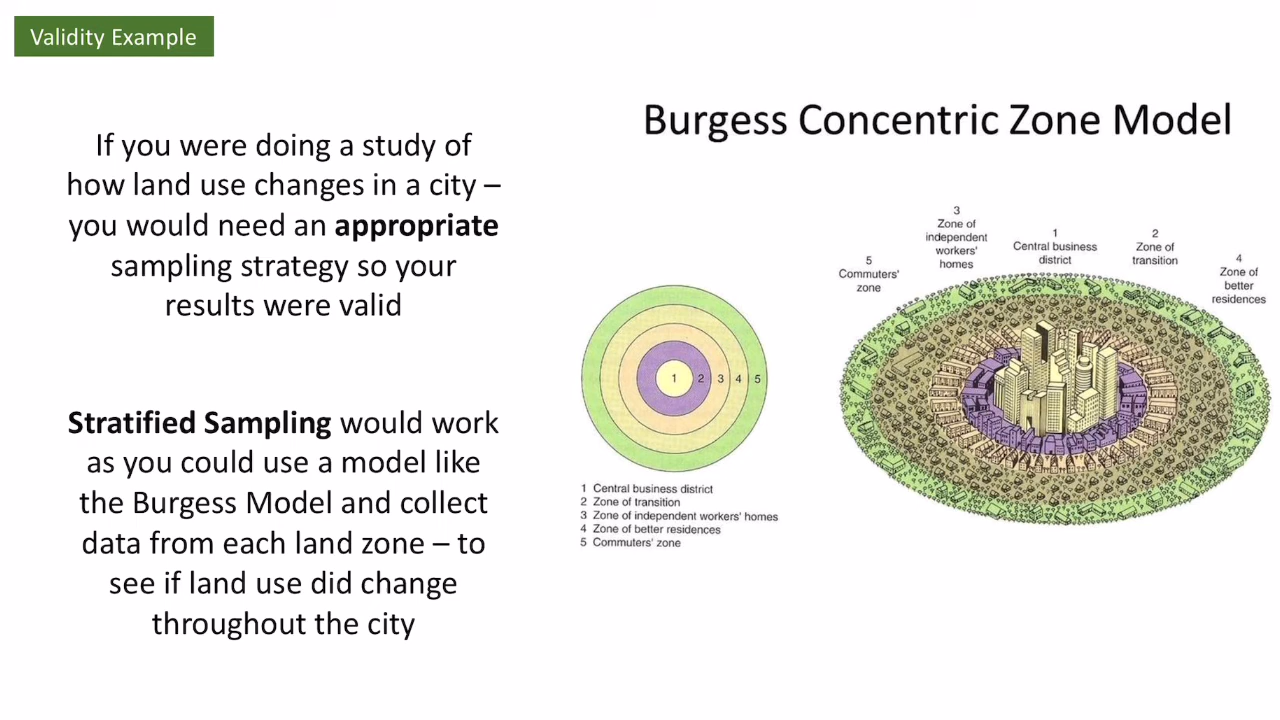 Validity Example
If you were doing a study of
how land use changes in a city –
you would need an appropriate
sampling strategy so your
results were valid
Stratified Sampling would work
as you could use a model like
the Burgess Model and collect
data from each land zone – to
see if land use did change
throughout the city
Burgess Concentric Zone Model
1 2 3 4 5
1 Central business district
2 Zone of transition
3 Zone of independent workers' homes
4 Zone of better residences
5 Commuters' zone
5
Commuters'
zone
3
Zone of
independent
workers'
homes
1
Central business
district
2
Zone of
transition
4
Zone of
better
residences